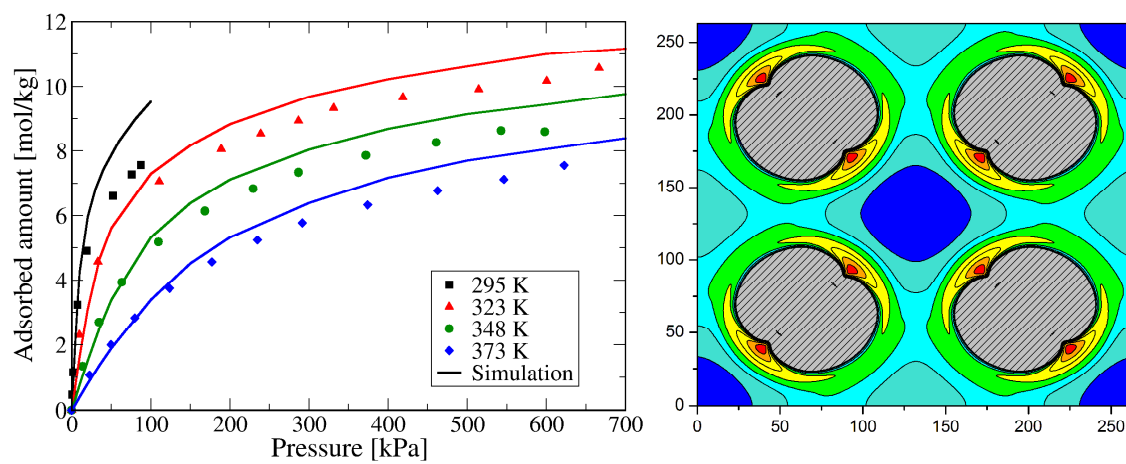 12
10
8
6
4
2
0
Adsorbed amount [mol/kg]
0 100 200 300 400 500 600 700
Pressure [kPa]
295 K
323 K
348 K
373 K
Simulation
250
200
150
100
50
0
0 50 100 150 200 250